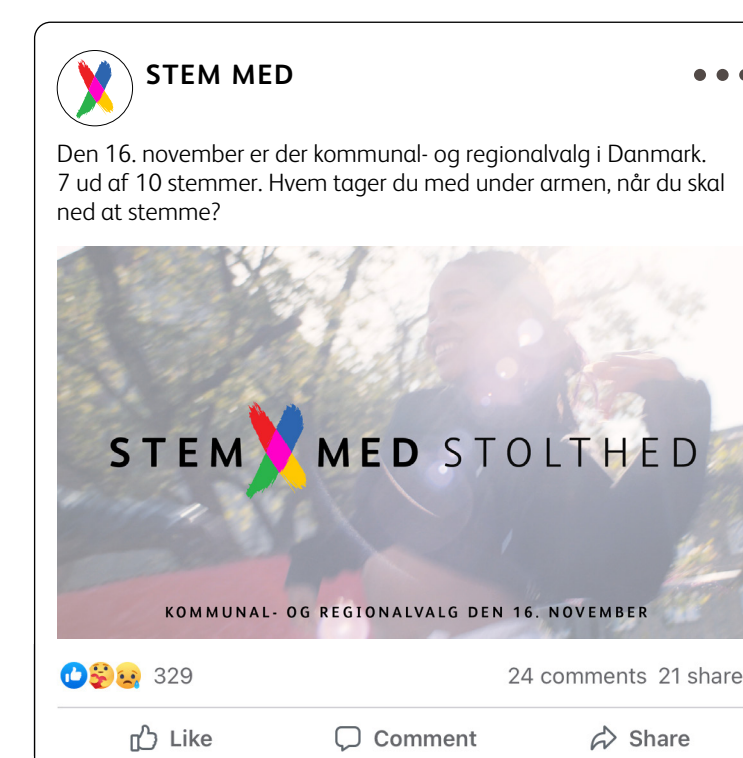 STEM MED
Den 16. november er der kommunal- og regionalvalg i Danmark.
7 ud af 10 stemmer. Hvem tager du med under armen, når du skal
ned at stemme?
STEM MED STOLTHED
KOMMUNAL- OG REGIONALVALG DEN 16. NOVEMBER
329 24 comments 21 share
Like Comment Share